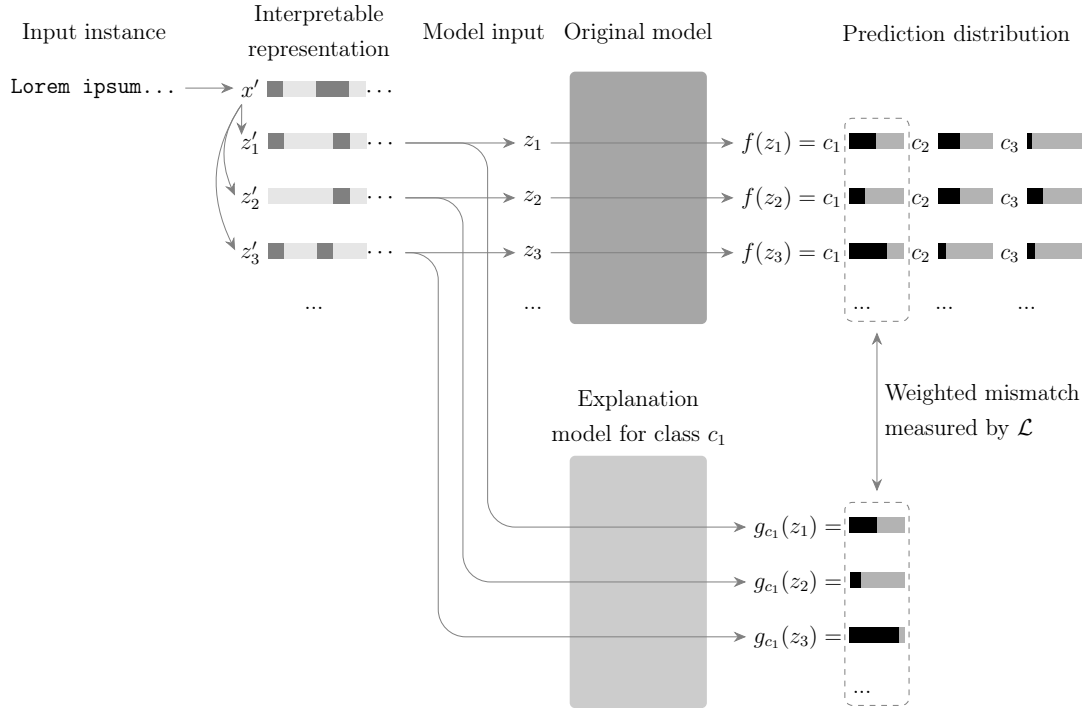 Input instance
Interpretable
representation
Model input
Original model
Prediction distribution
Lorem ipsum...
x′ ...
z′1 ... z1 f(z1) = c1 c2 c3
z′2 ... z2 f(z2) = c1 c2 c3
z′3 ... z3 f(z3) = c1 c2 c3
... ... ... ... ...
Explanation
model for class c1
Weighted mismatch
measured by ℒ
gc1(z1) =
gc1(z2) =
gc1(z3) =
...